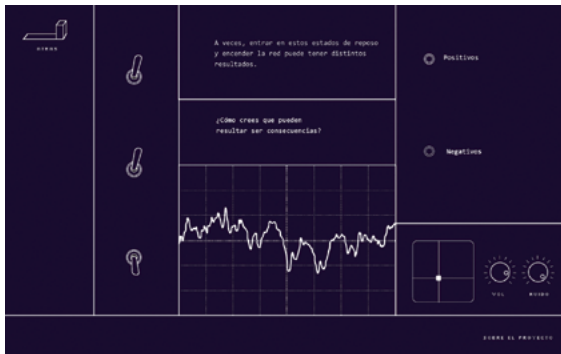 A veces, entrar en estos estados de reposo
y encender la red puede tener distintos
resultados.
¿Cómo crees que pueden
resultar ser consecuencias?
Positivos
Negativos
VOL
RUIDO
SOBRE EL PROYECTO